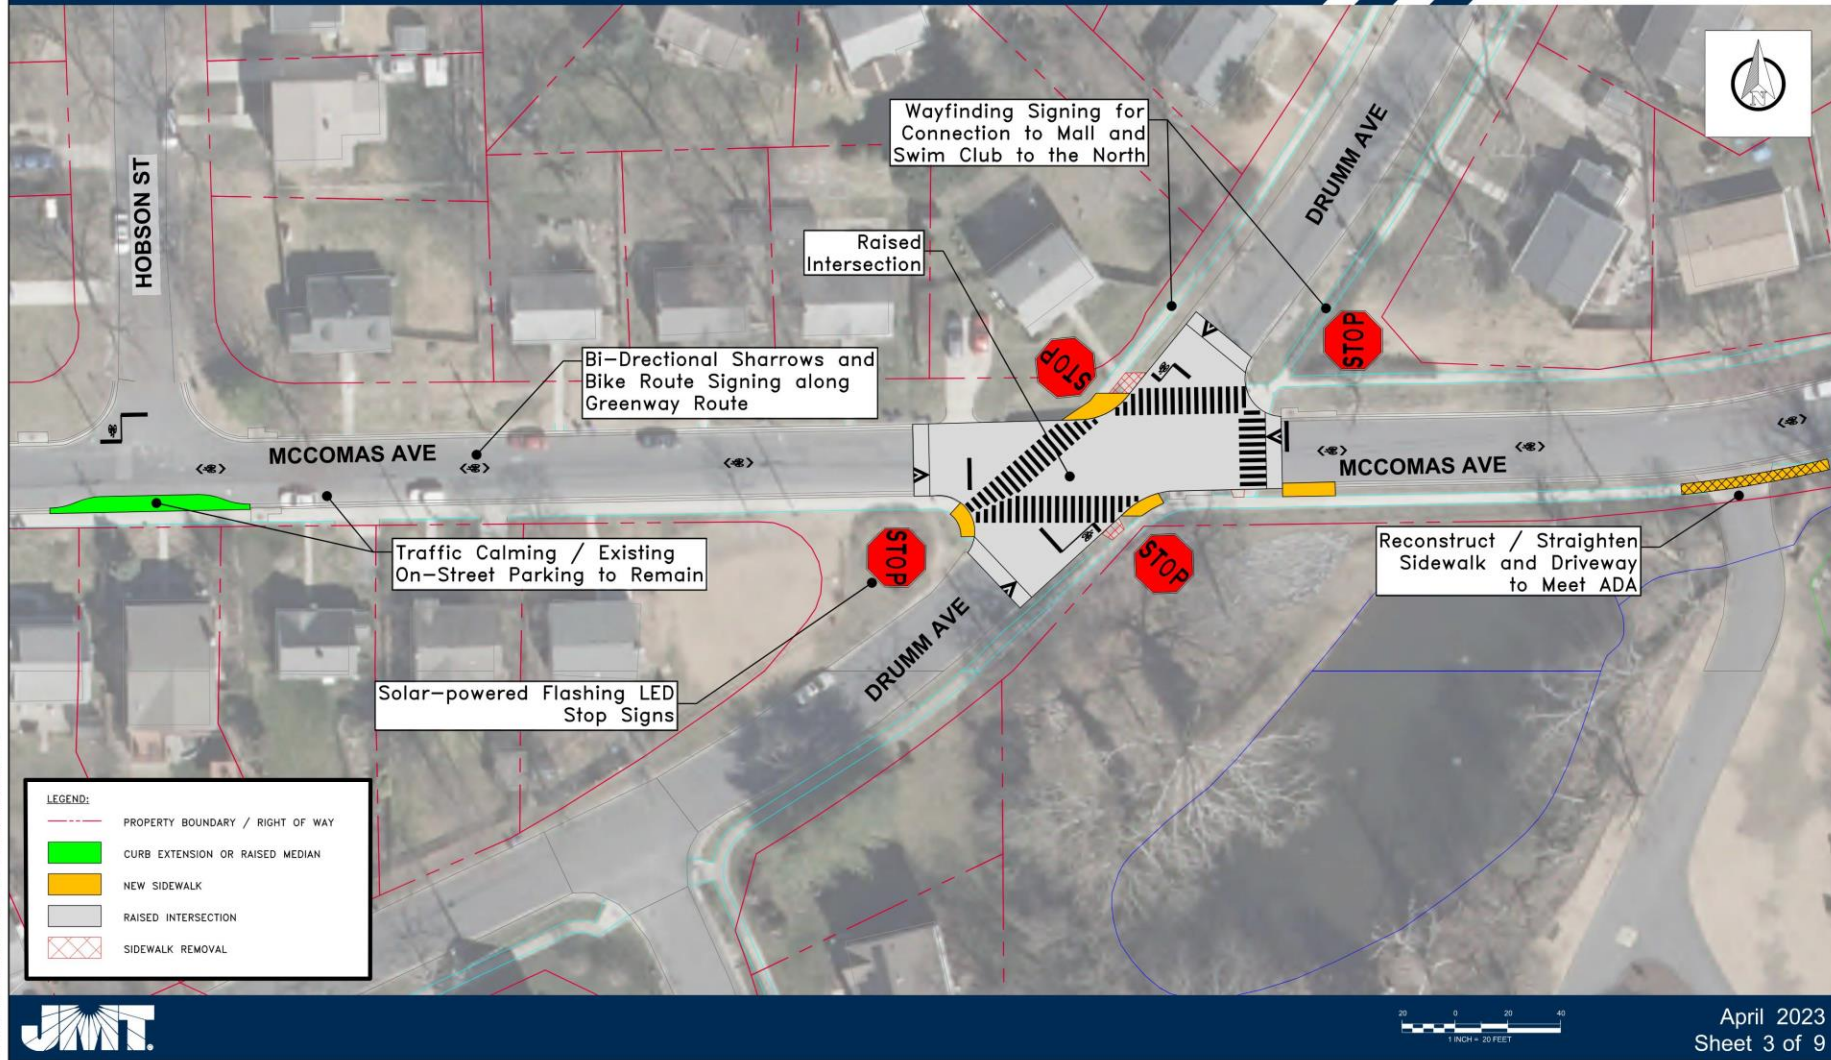 Wayfinding Signing for
Connection to Mall and
Swim Club to the North
DRUMM AVE
HOBSON ST
Raised
Intersection
STOP
STOP
Bi-Drectional Sharrows and
Bike Route Signing along
Greenway Route
MCCOMAS AVE
MCCOMAS AVE
Traffic Calming / Existing
On-Street Parking to Remain
STOP
STOP
Reconstruct / Straighten
Sidewalk and Driveway
to Meet ADA
DRUMM AVE
Solar-powered Flashing LED
Stop Signs
LEGEND:
PROPERTY BOUNDARY / RIGHT OF WAY
CURB EXTENSION OR RAISED MEDIAN
NEW SIDEWALK
RAISED INTERSECTION
SIDEWALK REMOVAL
N
JMT.
20 0 20 40
1 INCH = 20 FEET
April 2023
Sheet 3 of 9